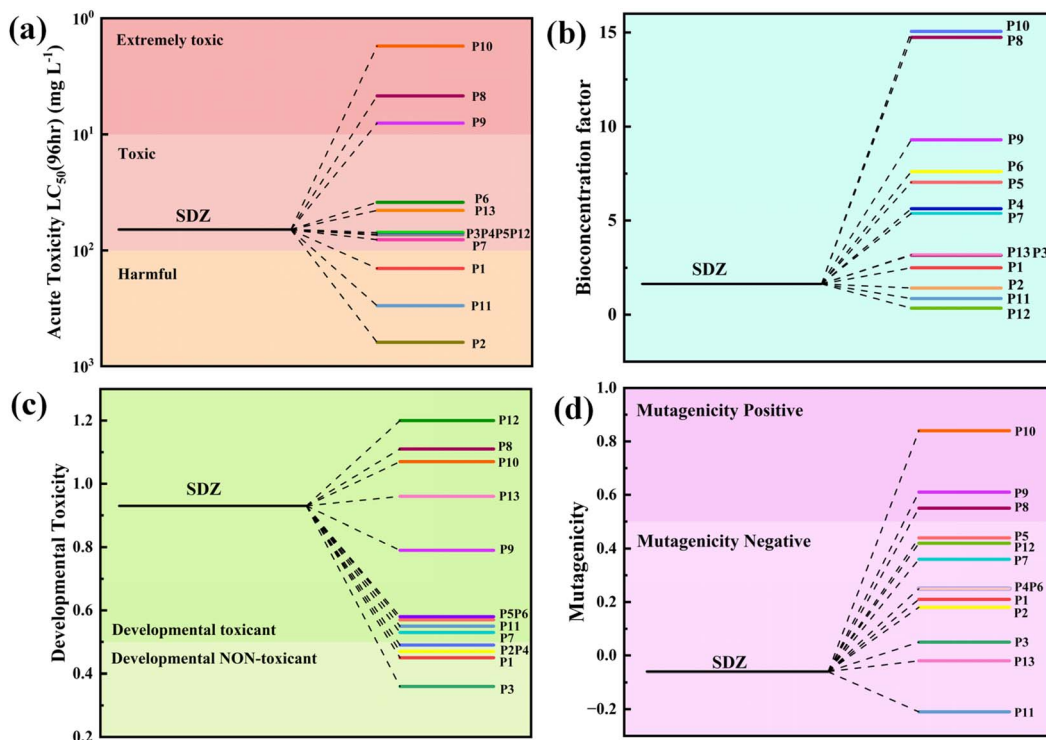 (a)
Acute Toxicity LC50(96hr) (mg L-1)
10^0
10^1
10^2
10^3
Extremely toxic
Toxic
Harmful
SDZ
P10
P8
P9
P6
P13
P3P4P5P12
P7
P1
P11
P2
(b)
Bioconcentration factor
15
10
5
0
SDZ
P10
P8
P9
P6
P5
P4
P7
P13P3
P1
P2
P11
P12
(c)
Developmental Toxicity
1.2
1.0
0.8
0.6
0.4
0.2
SDZ
Developmental toxicant
Developmental NON-toxicant
P12
P8
P10
P13
P9
P5P6
P11
P7
P2P4
P1
P3
(d)
Mutagenicity
1.0
0.8
0.6
0.4
0.2
0.0
−0.2
Mutagenicity Positive
Mutagenicity Negative
SDZ
P10
P9
P8
P5
P12
P7
P4P6
P1
P2
P3
P13
P11